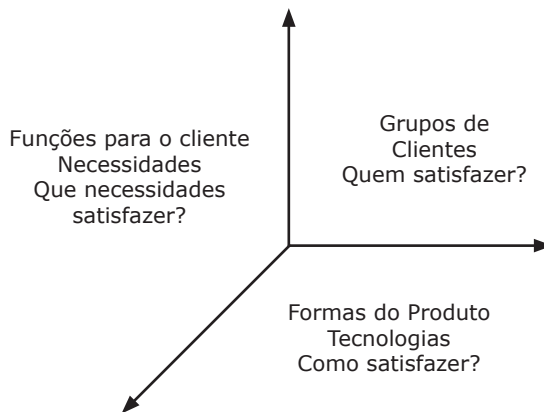 Funções para o cliente
Necessidades
Que necessidades
satisfazer?
Grupos de
Clientes
Quem satisfazer?
Formas do Produto
Tecnologias
Como satisfazer?